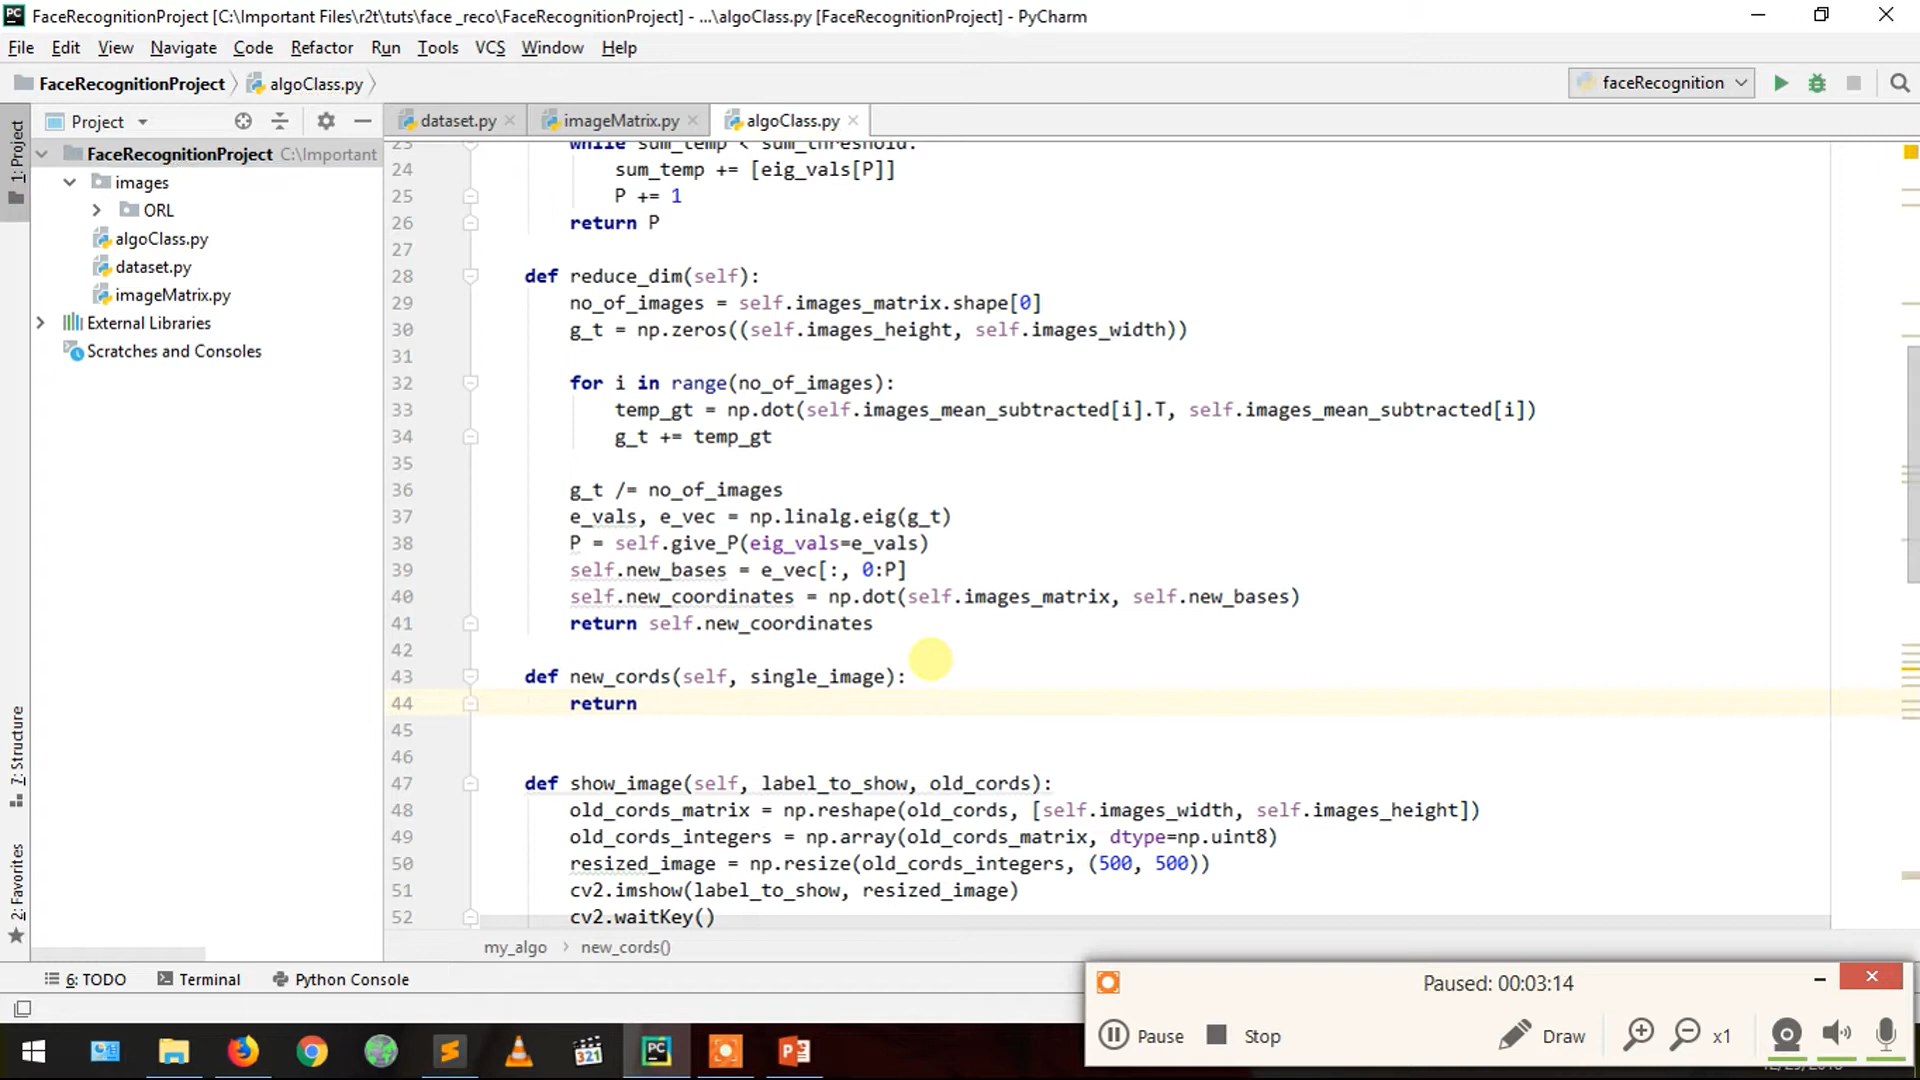 FaceRecognitionProject [C:\Important Files\r2t\tuts\face _reco\FaceRecognitionProject] - ...\algoClass.py [FaceRecognitionProject] - PyCharm
File Edit View Navigate Code Refactor Run Tools VCS Window Help
FaceRecognitionProject algoClass.py faceRecognition
Project dataset.py imageMatrix.py algoClass.py
1: Project
FaceRecognitionProject C:\Important
images
ORL
algoClass.py
dataset.py
imageMatrix.py
External Libraries
Scratches and Consoles
7: Structure
2: Favorites
23 while sum_temp < sum_threshold:
24 sum_temp += [eig_vals[P]]
25 P += 1
26 return P
27
28 def reduce_dim(self):
29 no_of_images = self.images_matrix.shape[0]
30 g_t = np.zeros((self.images_height, self.images_width))
31
32 for i in range(no_of_images):
33 temp_gt = np.dot(self.images_mean_subtracted[i].T, self.images_mean_subtracted[i])
34 g_t += temp_gt
35
36 g_t /= no_of_images
37 e_vals, e_vec = np.linalg.eig(g_t)
38 P = self.give_P(eig_vals=e_vals)
39 self.new_bases = e_vec[:, 0:P]
40 self.new_coordinates = np.dot(self.images_matrix, self.new_bases)
41 return self.new_coordinates
42
43 def new_cords(self, single_image):
44 return
45
46
47 def show_image(self, label_to_show, old_cords):
48 old_cords_matrix = np.reshape(old_cords, [self.images_width, self.images_height])
49 old_cords_integers = np.array(old_cords_matrix, dtype=np.uint8)
50 resized_image = np.resize(old_cords_integers, (500, 500))
51 cv2.imshow(label_to_show, resized_image)
52 cv2.waitKey()
my_algo new_cords()
6: TODO Terminal Python Console
Paused: 00:03:14
Pause Stop Draw x1
321